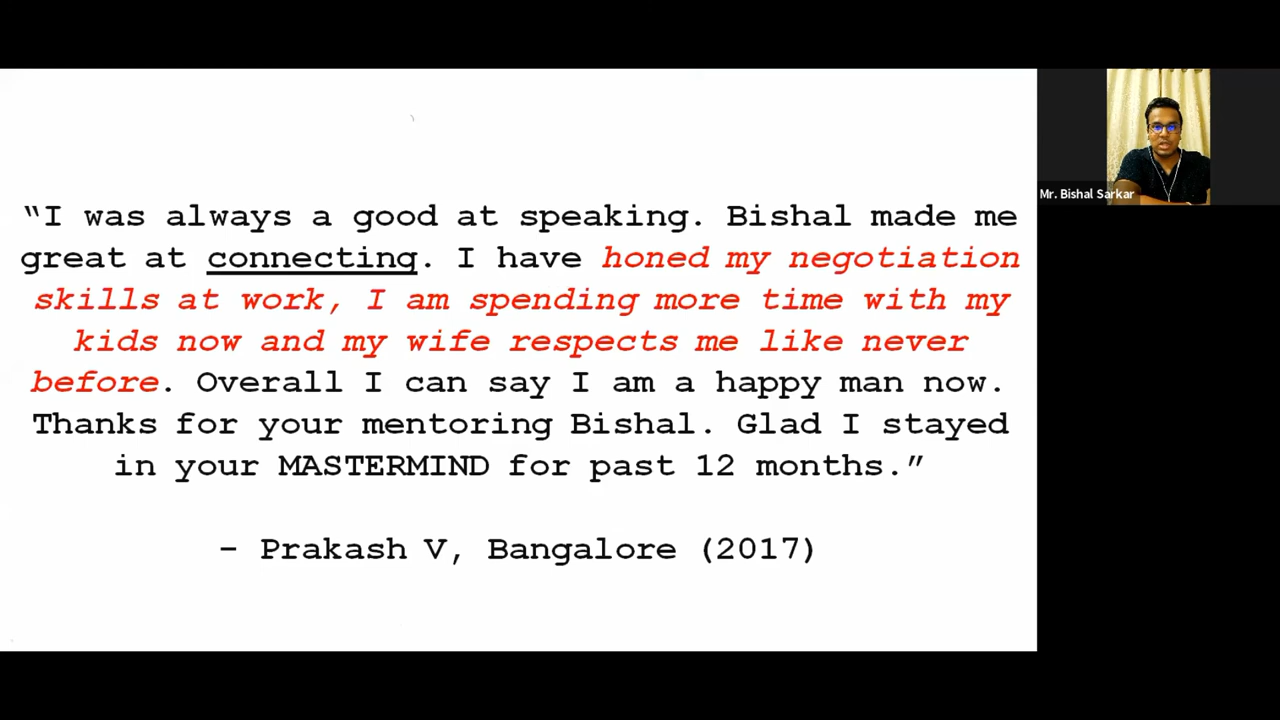 “I was always a good at speaking. Bishal made me
great at connecting. I have honed my negotiation
skills at work, I am spending more time with my
kids now and my wife respects me like never
before. Overall I can say I am a happy man now.
Thanks for your mentoring Bishal. Glad I stayed
in your MASTERMIND for past 12 months.”
- Prakash V, Bangalore (2017)
Mr. Bishal Sarkar